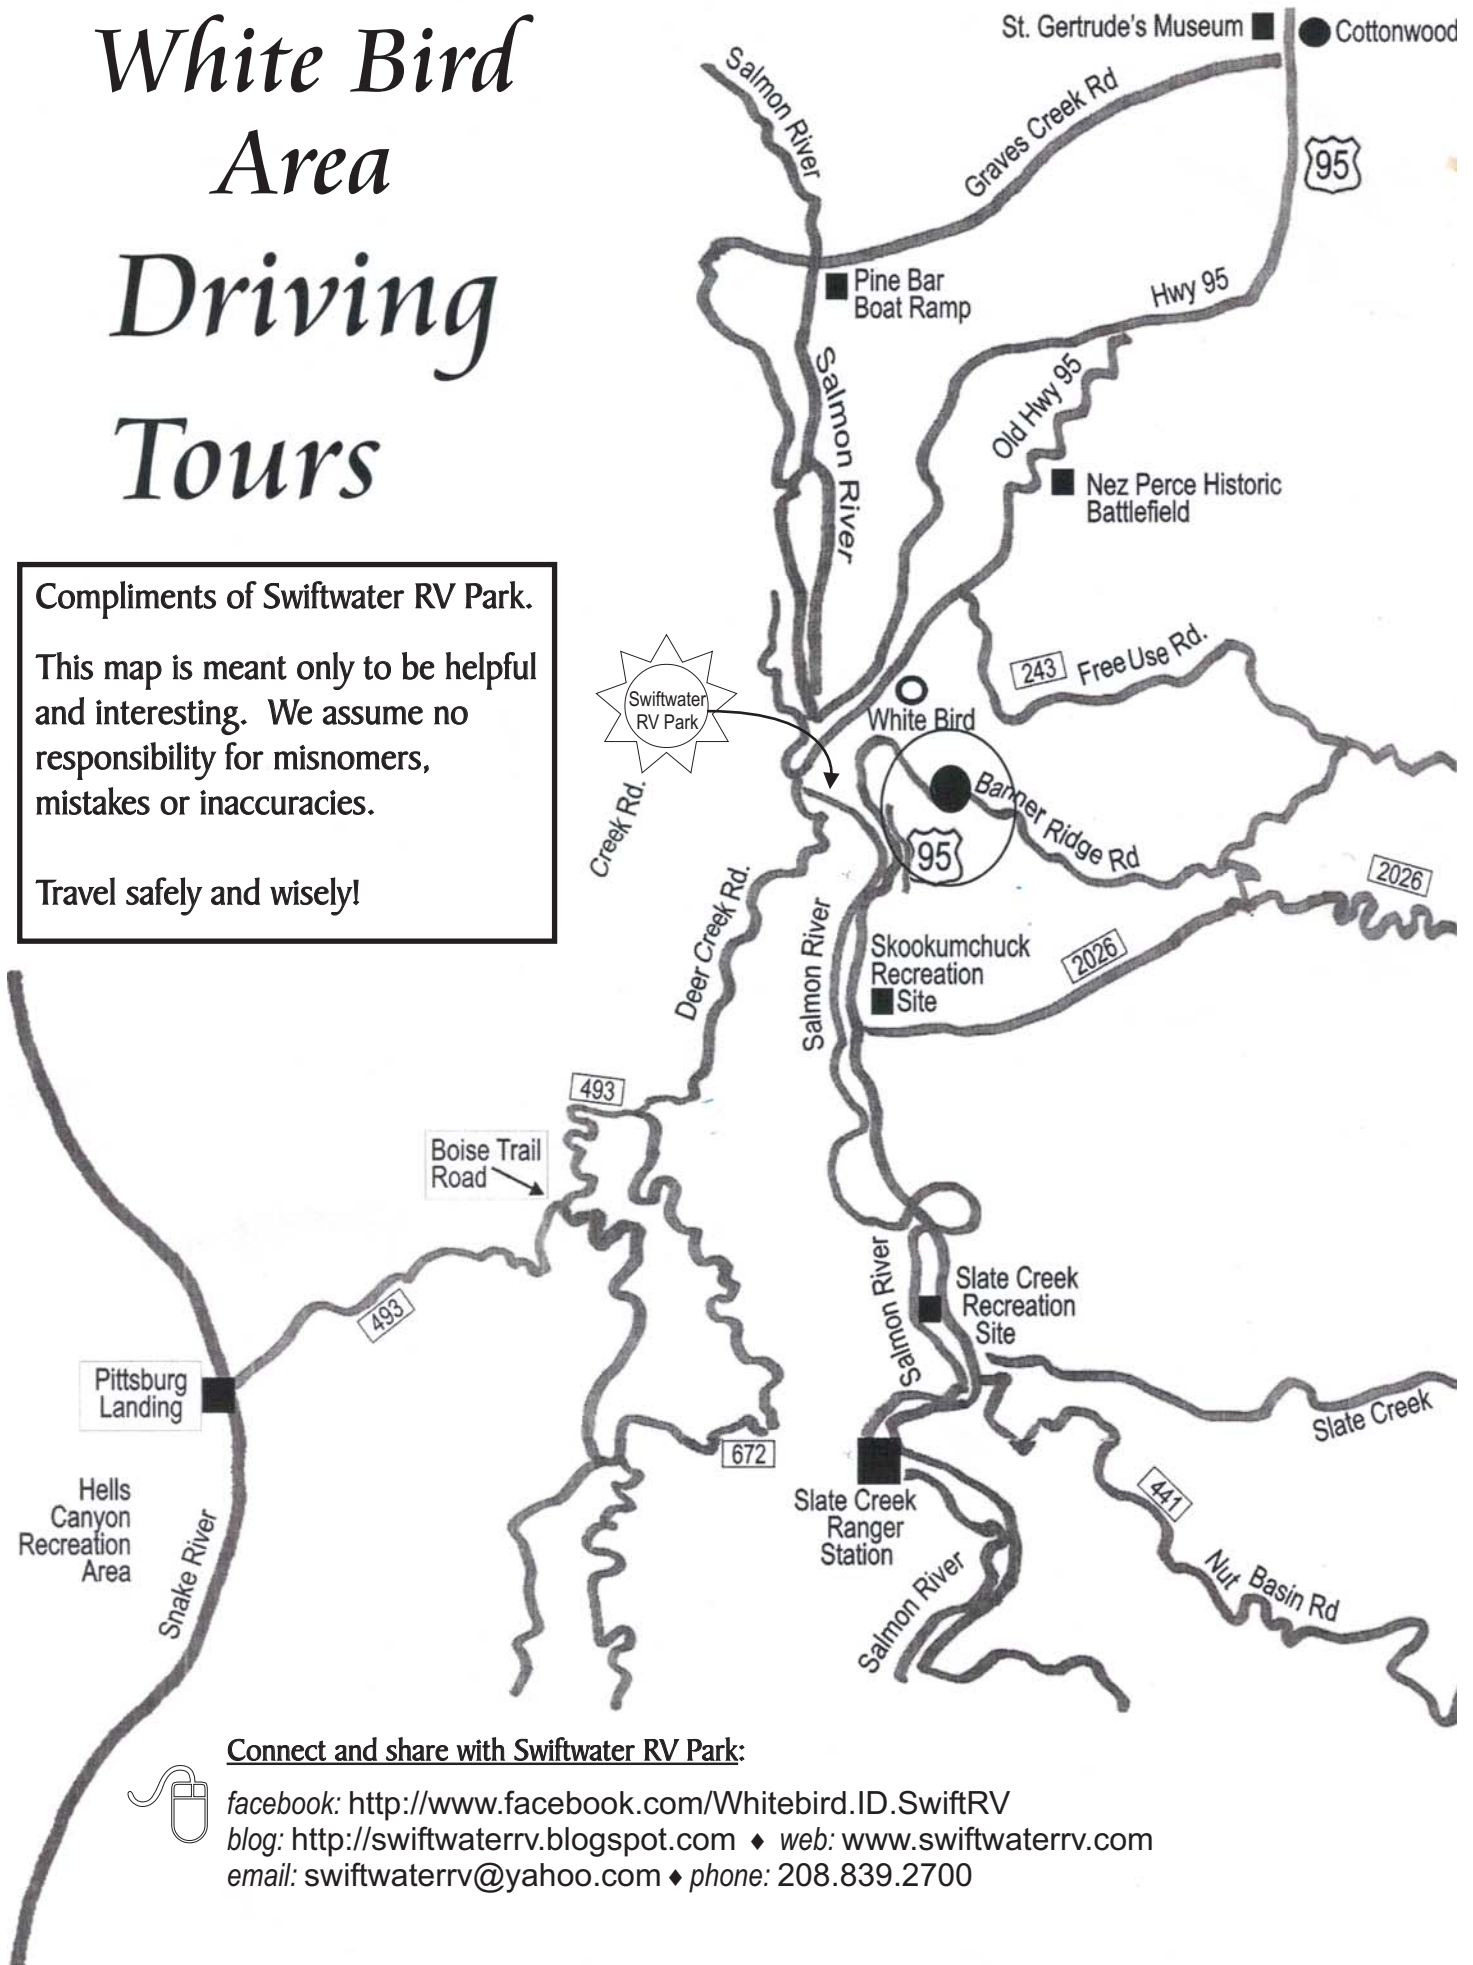 White Bird
Area
Driving
Tours
Compliments of Swiftwater RV Park.
This map is meant only to be helpful
and interesting.  We assume no
responsibility for misnomers,
mistakes or inaccuracies.
Travel safely and wisely!
St. Gertrude's Museum
Cottonwood
Salmon River
Graves Creek Rd
95
Pine Bar
Boat Ramp
Hwy 95
Salmon River
Old Hwy 95
Nez Perce Historic
Battlefield
243
Free Use Rd.
Swiftwater
RV Park
White Bird
Banner Ridge Rd
95
Creek Rd.
Deer Creek Rd.
2026
Salmon River
Skookumchuck
Recreation
Site
2026
493
Boise Trail
Road
493
Salmon River
Slate Creek
Recreation
Site
Pittsburg
Landing
Slate Creek
672
Hells
Canyon
Recreation
Area
Snake River
Slate Creek
Ranger
Station
441
Nut Basin Rd
Salmon River
Connect and share with Swiftwater RV Park:
facebook: http://www.facebook.com/Whitebird.ID.SwiftRV
blog: http://swiftwaterrv.blogspot.com ♦ web: www.swiftwaterrv.com
email: swiftwaterrv@yahoo.com ♦ phone: 208.839.2700